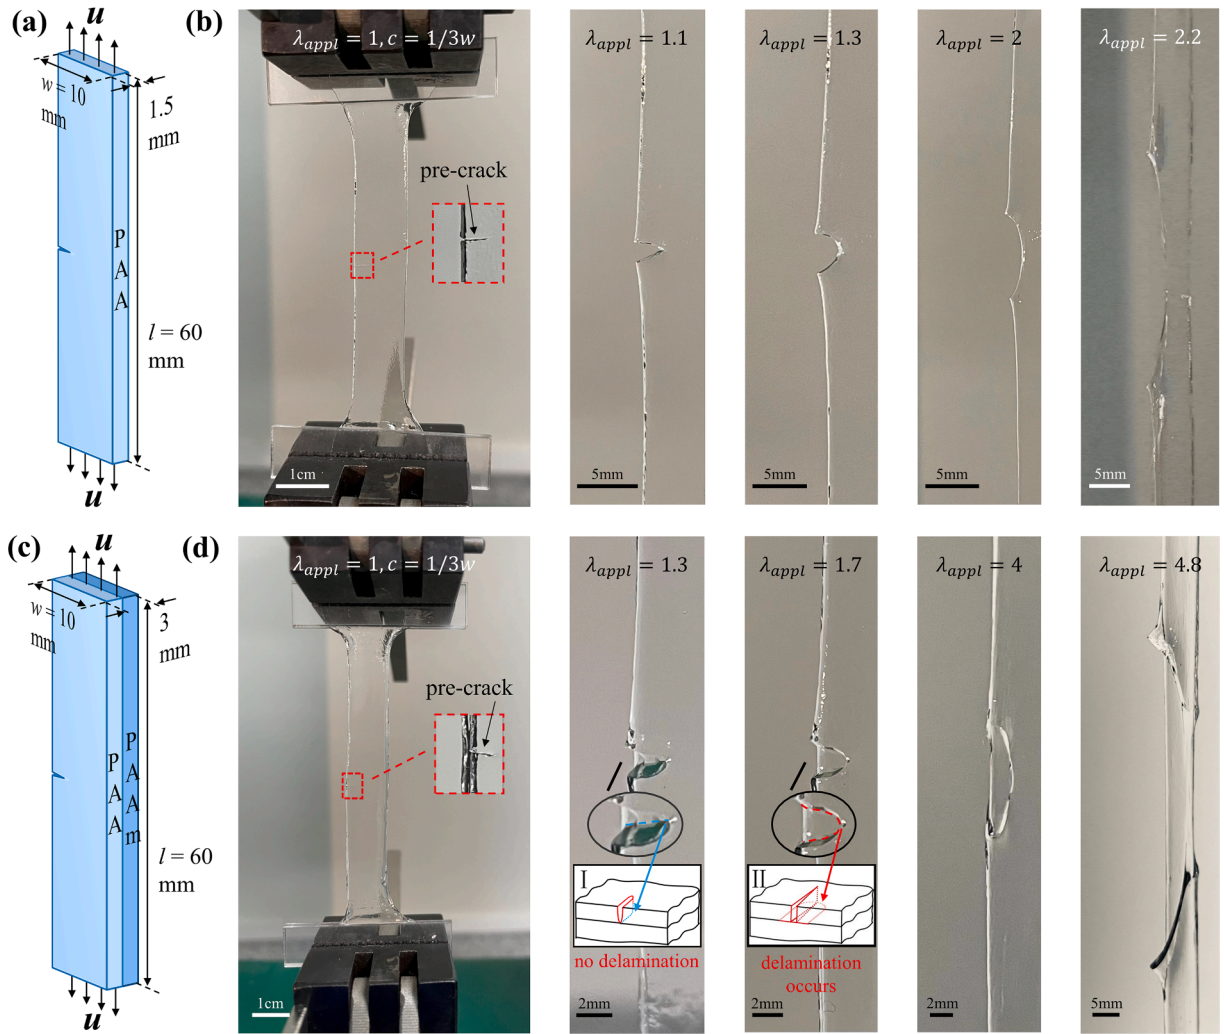 (a)
u
w = 10
mm
1.5
mm
P
A
A
l = 60
mm
u
(b)
λappl = 1, c = 1/3w
pre-crack
1cm
λappl = 1.1
5mm
λappl = 1.3
5mm
λappl = 2
5mm
λappl = 2.2
5mm
(c)
u
w = 10
mm
3
mm
P
A
A
P
A
A
m
l = 60
mm
u
(d)
λappl = 1, c = 1/3w
pre-crack
1cm
λappl = 1.3
I
no delamination
2mm
λappl = 1.7
II
delamination
occurs
2mm
λappl = 4
2mm
λappl = 4.8
5mm